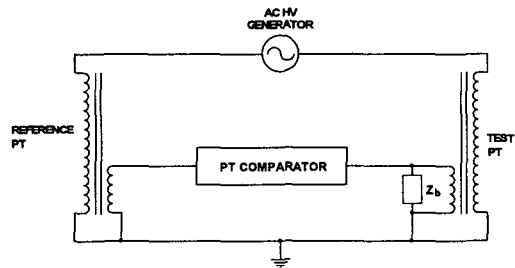 AC HV
GENERATOR
REFERENCE
PT
PT COMPARATOR
Zb
TEST
PT